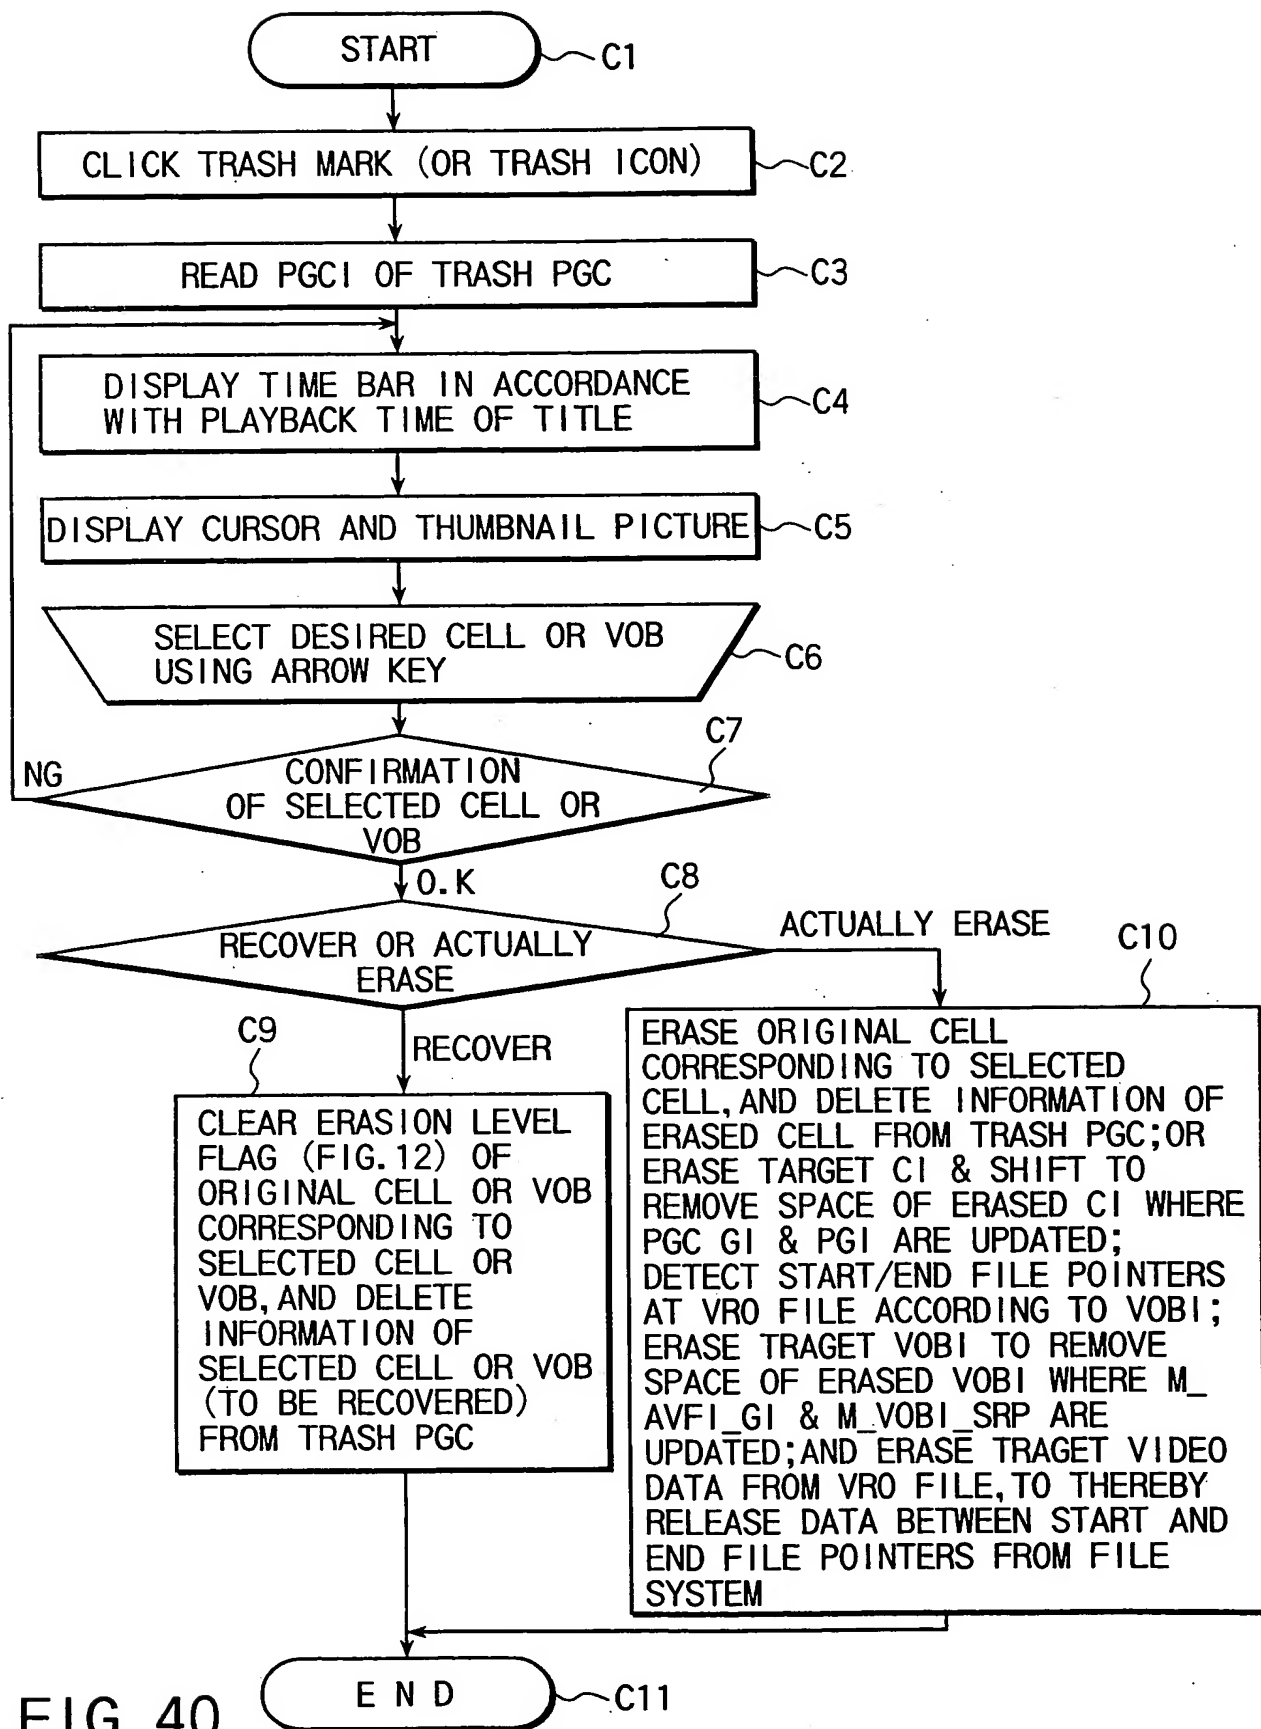 START
C1
CLICK TRASH MARK (OR TRASH ICON)
C2
READ PGCI OF TRASH PGC
C3
DISPLAY TIME BAR IN ACCORDANCE
WITH PLAYBACK TIME OF TITLE
C4
DISPLAY CURSOR AND THUMBNAIL PICTURE
C5
SELECT DESIRED CELL OR VOB
USING ARROW KEY
C6
C7
NG
CONFIRMATION
OF SELECTED CELL OR
VOB
O.K
C8
RECOVER OR ACTUALLY
ERASE
ACTUALLY ERASE
C10
C9
RECOVER
CLEAR ERASION LEVEL
FLAG (FIG.12) OF
ORIGINAL CELL OR VOB
CORRESPONDING TO
SELECTED CELL OR
VOB,AND DELETE
INFORMATION OF
SELECTED CELL OR VOB
(TO BE RECOVERED)
FROM TRASH PGC
ERASE ORIGINAL CELL
CORRESPONDING TO SELECTED
CELL,AND DELETE INFORMATION OF
ERASED CELL FROM TRASH PGC;OR
ERASE TARGET CI & SHIFT TO
REMOVE SPACE OF ERASED CI WHERE
PGC GI & PGI ARE UPDATED;
DETECT START/END FILE POINTERS
AT VRO FILE ACCORDING TO VOBI;
ERASE TRAGET VOBI TO REMOVE
SPACE OF ERASED VOBI WHERE M_
AVFI_GI & M_VOBI_SRP ARE
UPDATED;AND ERASE TRAGET VIDEO
DATA FROM VRO FILE,TO THEREBY
RELEASE DATA BETWEEN START AND
END FILE POINTERS FROM FILE
SYSTEM
END
C11
FIG.40